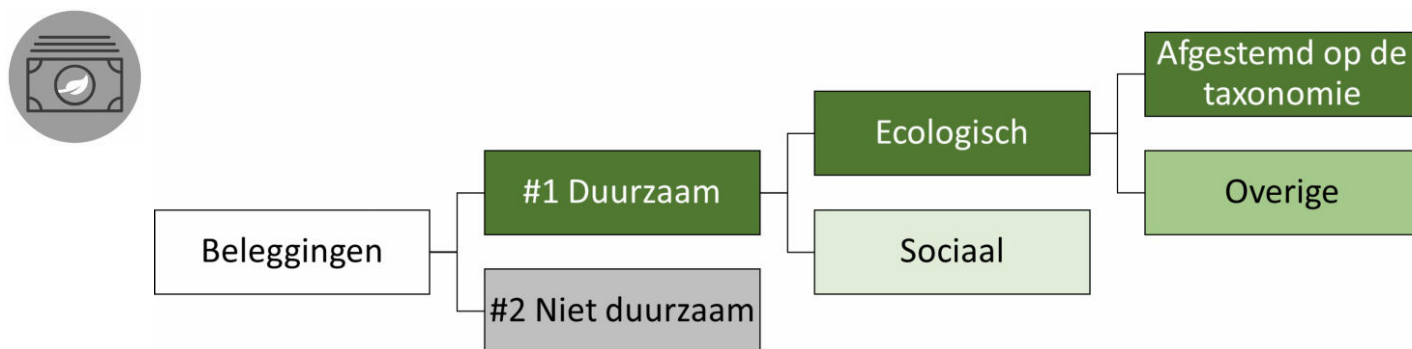 Beleggingen
#1 Duurzaam
#2 Niet duurzaam
Ecologisch
Sociaal
Afgestemd op de
taxonomie
Overige